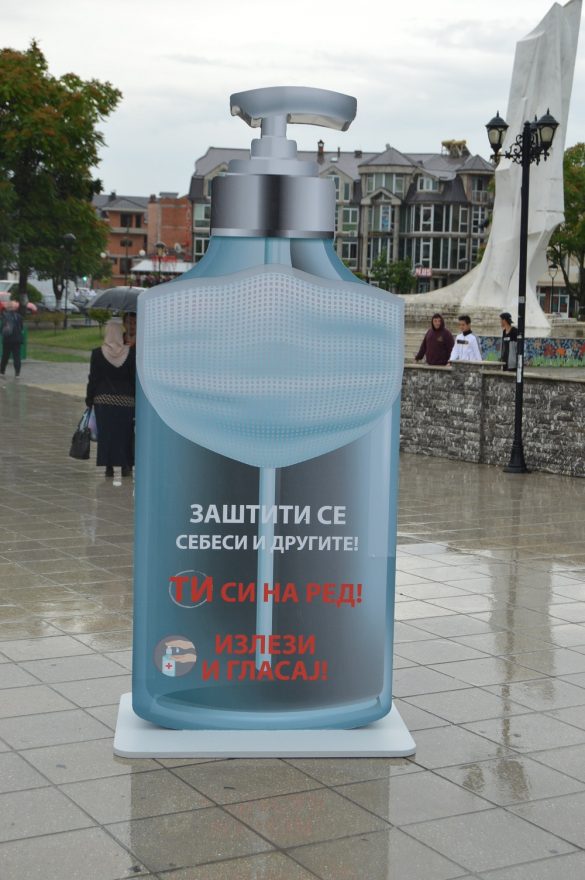 ЗАШТИТИ СЕ
СЕБЕСИ И ДРУГИТЕ!
ТИ СИ НА РЕД!
ИЗЛЕЗИ
И ГЛАСАЈ!